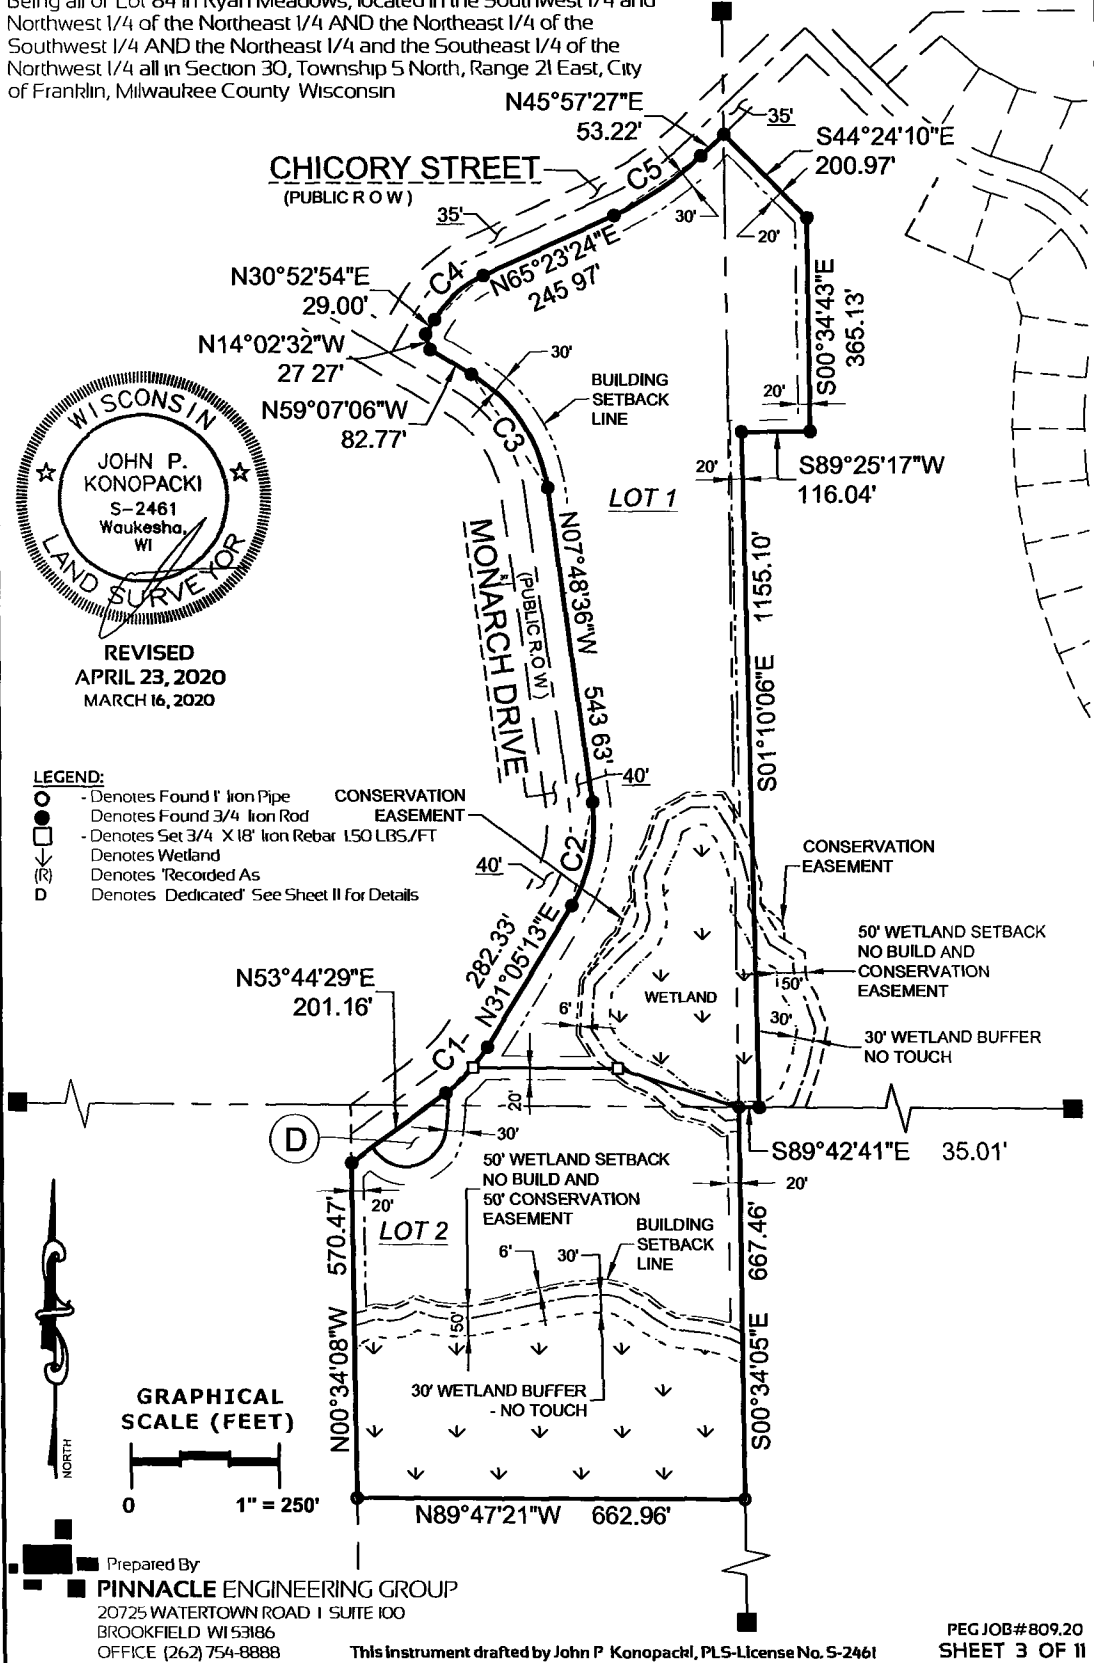 Being all of Lot 84 in Ryan Meadows, located in the Southwest 1/4 and
Northwest 1/4 of the Northeast 1/4 AND the Northeast 1/4 of the
Southwest 1/4 AND the Northeast 1/4 and the Southeast 1/4 of the
Northwest 1/4 all in Section 30, Township 5 North, Range 21 East, City
of Franklin, Milwaukee County Wisconsin
N45°57'27"E
53.22'
35'
S44°24'10"E
200.97'
CHICORY STREET
(PUBLIC R O W )
C5
35'
30'
20'
N65°23'24"E
245 97'
C4
N30°52'54"E
29.00'
N14°02'32"W
27 27'
N59°07'06"W
82.77'
C3
30'
BUILDING
SETBACK
LINE
S00°34'43"E
365.13'
20'
20'
S89°25'17"W
116.04'
LOT 1
WISCONSIN
JOHN P.
KONOPACKI
S-2461
Waukesha,
WI
LAND SURVEYOR
REVISED
APRIL 23, 2020
MARCH 16, 2020
MONARCH DRIVE
(PUBLIC R.O W )
N07°48'36"W 543 63'
S01°10'06"E 1155.10'
LEGEND:
- Denotes Found 1' Iron Pipe
Denotes Found 3/4 Iron Rod
- Denotes Set 3/4 X 18' Iron Rebar 1.50 LBS./FT
Denotes Wetland
(R) Denotes 'Recorded As
D Denotes Dedicated' See Sheet 11 for Details
CONSERVATION
EASEMENT
40'
40'
C2
CONSERVATION
EASEMENT
50' WETLAND SETBACK
NO BUILD AND
CONSERVATION
EASEMENT
50'
30'
30' WETLAND BUFFER
NO TOUCH
WETLAND
6'
282.33'
N31°05'13"E
N53°44'29"E
201.16'
C1
20'
D
30'
S89°42'41"E 35.01'
20'
50' WETLAND SETBACK
NO BUILD AND
50' CONSERVATION
EASEMENT
20'
LOT 2
BUILDING
SETBACK
LINE
6'
30'
50'
N00°34'08"W 570.47'
S00°34'05"E 667.46'
30' WETLAND BUFFER
- NO TOUCH
NORTH
GRAPHICAL
SCALE (FEET)
0 1" = 250'
N89°47'21"W 662.96'
Prepared By
PINNACLE ENGINEERING GROUP
20725 WATERTOWN ROAD | SUITE 100
BROOKFIELD WI 53186
OFFICE (262) 754-8888
This instrument drafted by John P Konopacki, PLS-License No. S-2461
PEG JOB#809.20
SHEET 3 OF 11